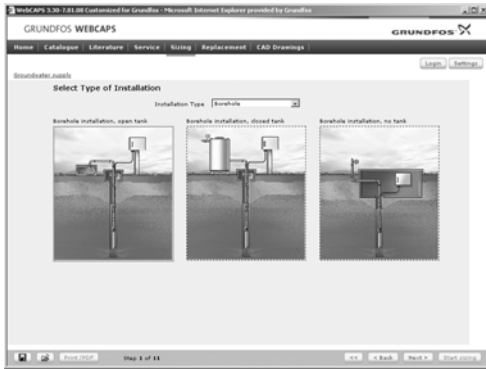 WebCAPS 3.30-7.81.08 Customized for Grundfos - Microsoft Internet Explorer provided by Grundfos
GRUNDFOS WEBCAPS
GRUNDFOS
Home Catalogue Literature Service Sizing Replacement CAD Drawings
Login Settings
Groundwater supply
Select Type of Installation
Installation Type Borehole
Borehole installation, open tank Borehole installation, closed tank Borehole installation, no tank
Print/PDF Step 1 of 11 << < Back Next > Start sizing